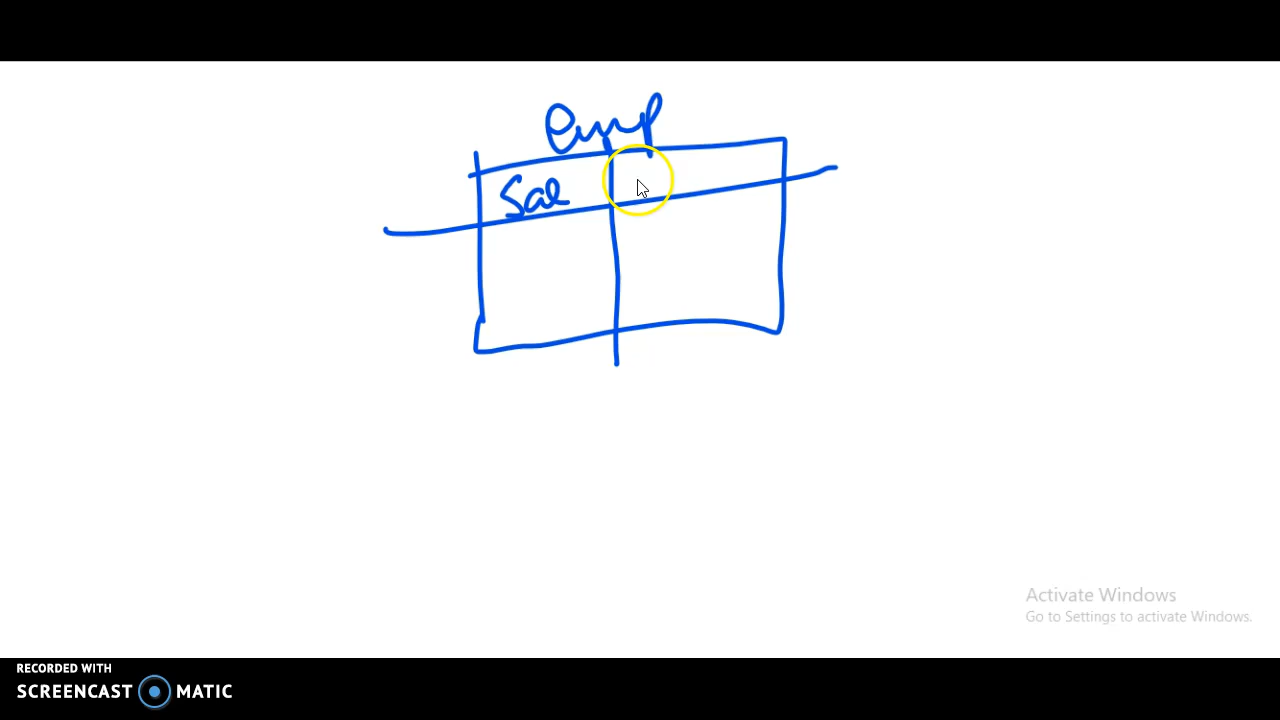 emp
Sal
Activate Windows
Go to Settings to activate Windows.
RECORDED WITH
SCREENCAST MATIC